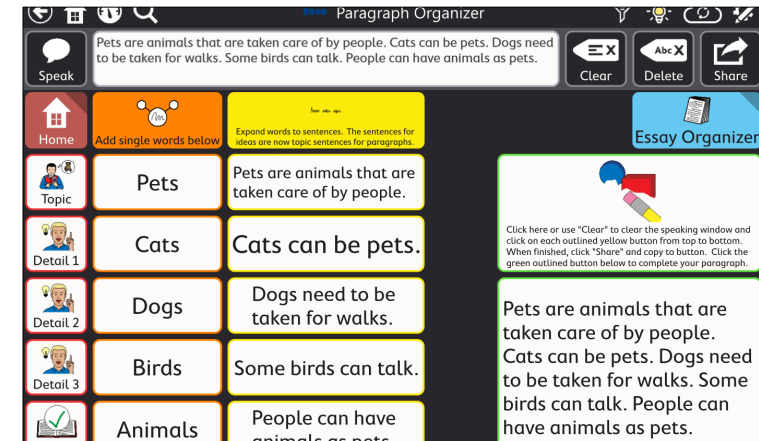 Paragraph Organizer
Speak
Pets are animals that are taken care of by people. Cats can be pets. Dogs need
to be taken for walks. Some birds can talk. People can have animals as pets.
Clear
Abc X
Delete
Share
Home
Add single words below
Expand words to sentences. The sentences for
ideas are now topic sentences for paragraphs.
Essay Organizer
Topic
Pets
Pets are animals that are
taken care of by people.
Click here or use "Clear" to clear the speaking window and
click on each outlined yellow button from top to bottom.
When finished, click "Share" and copy to button. Click the
green outlined button below to complete your paragraph.
Detail 1
Cats
Cats can be pets.
Detail 2
Dogs
Dogs need to be
taken for walks.
Detail 3
Birds
Some birds can talk.
Animals
People can have
animals as pets.
Pets are animals that are
taken care of by people.
Cats can be pets. Dogs need
to be taken for walks. Some
birds can talk. People can
have animals as pets.